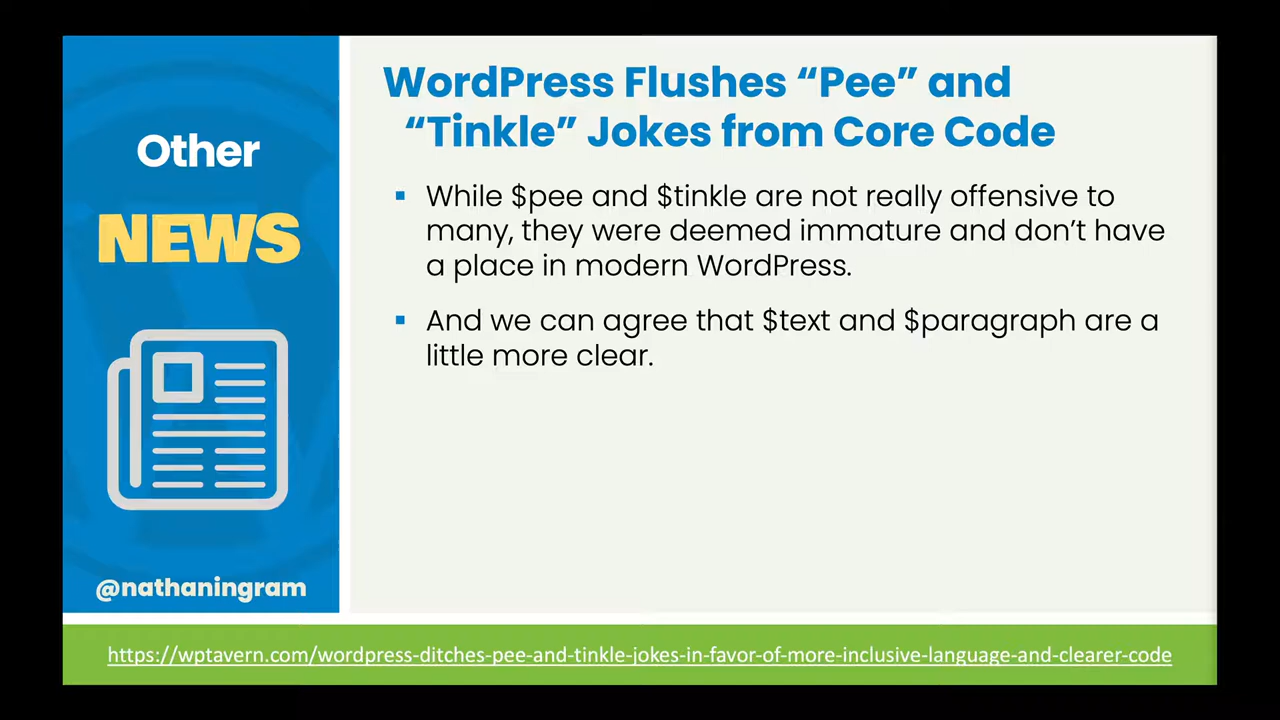 Other
NEWS
@nathaningram
WordPress Flushes “Pee” and
“Tinkle” Jokes from Core Code
▪ While $pee and $tinkle are not really offensive to
many, they were deemed immature and don’t have
a place in modern WordPress.
▪ And we can agree that $text and $paragraph are a
little more clear.
https://wptavern.com/wordpress-ditches-pee-and-tinkle-jokes-in-favor-of-more-inclusive-language-and-clearer-code